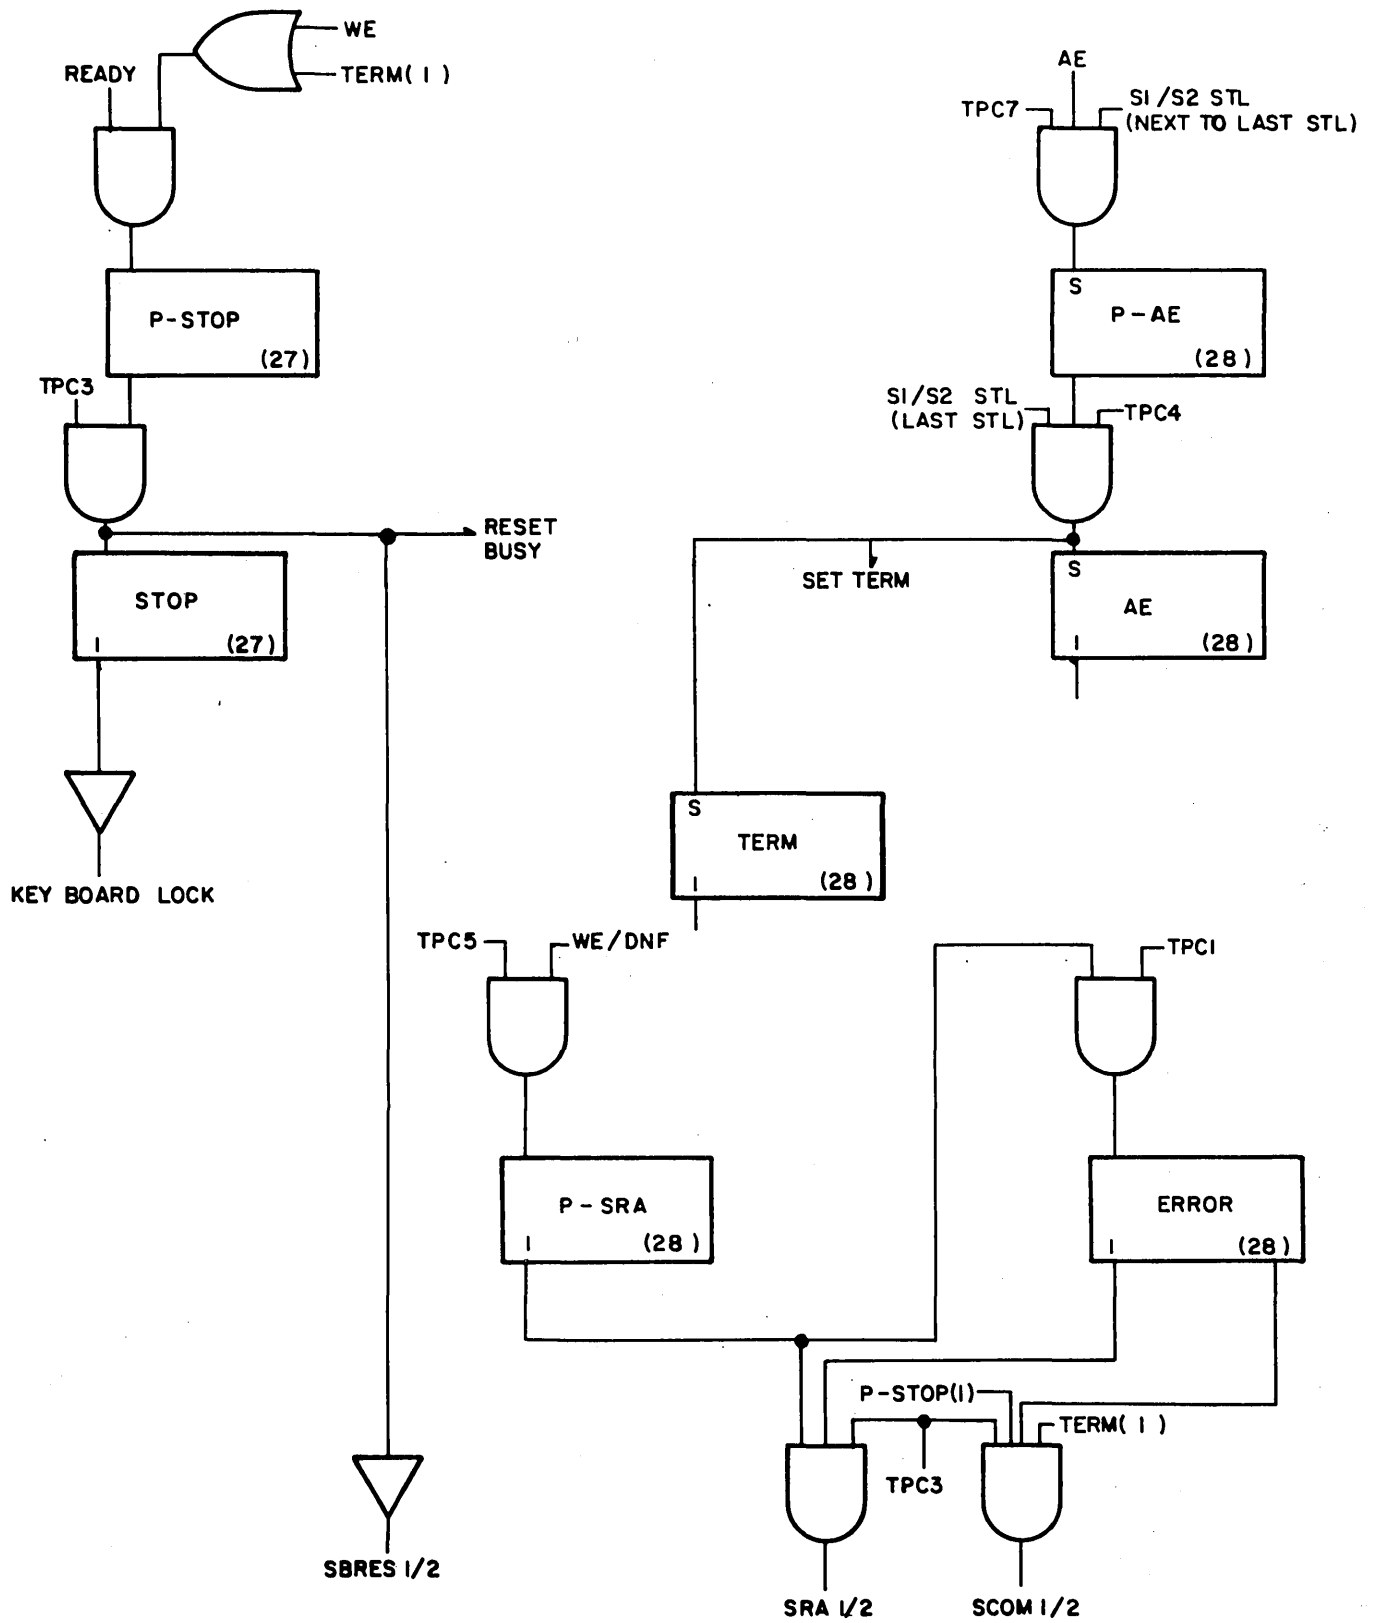 WE
TERM( 1 )
READY
P-STOP
(27)
TPC3
RESET
BUSY
STOP
1
(27)
KEY BOARD LOCK
SBRES 1/2
AE
TPC7
S1/S2 STL
(NEXT TO LAST STL)
S
P-AE
(28)
S1/S2 STL
(LAST STL)
TPC4
SET TERM
S
AE
1
(28)
S
TERM
1
(28)
TPC5
WE/DNF
TPC1
P-SRA
1
(28)
ERROR
1
(28)
P-STOP(1)
TERM( 1 )
TPC3
SRA 1/2
SCOM 1/2